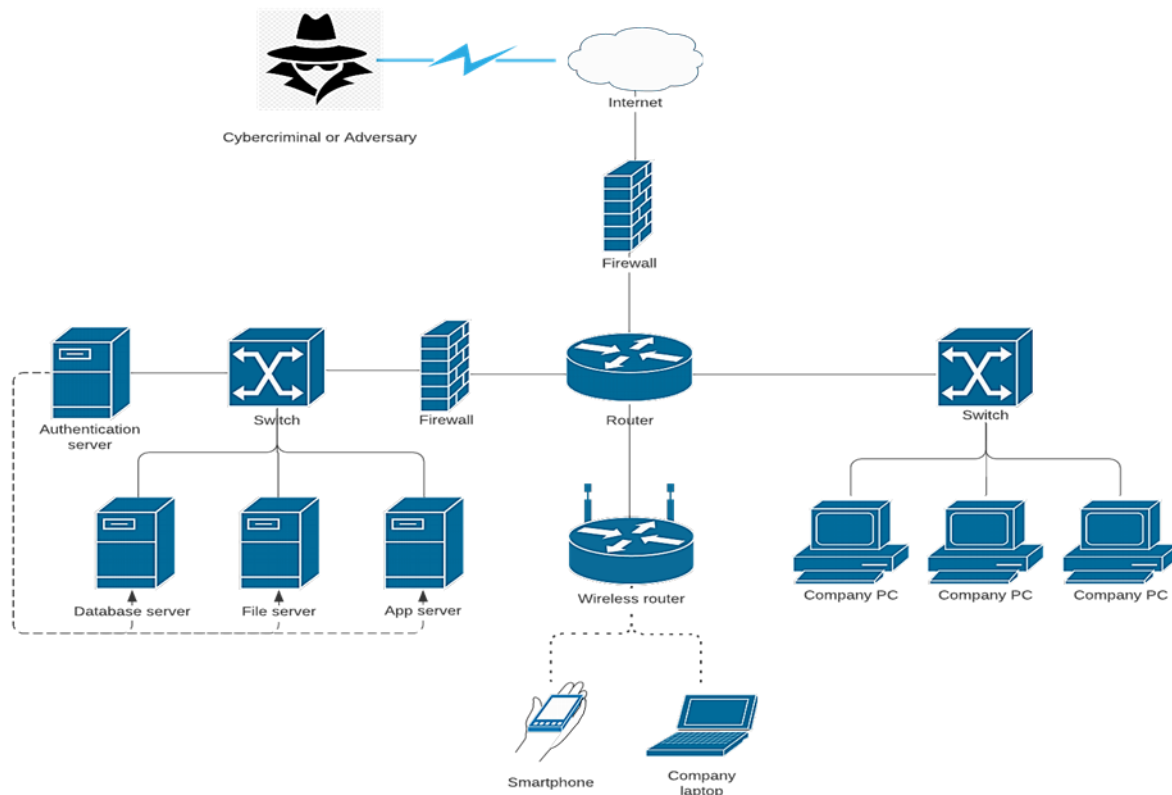 Internet
Cybercriminal or Adversary
Firewall
Authentication
server
Switch
Firewall
Router
Switch
Database server
File server
App server
Wireless router
Company PC
Company PC
Company PC
Smartphone
Company
laptop